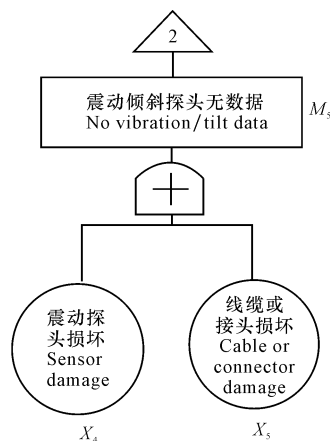 2
震动倾斜探头无数据
No vibration/tilt data
M5
震动探
头损坏
Sensor
damage
X4
线缆或
接头损坏
Cable or
connector
damage
X5